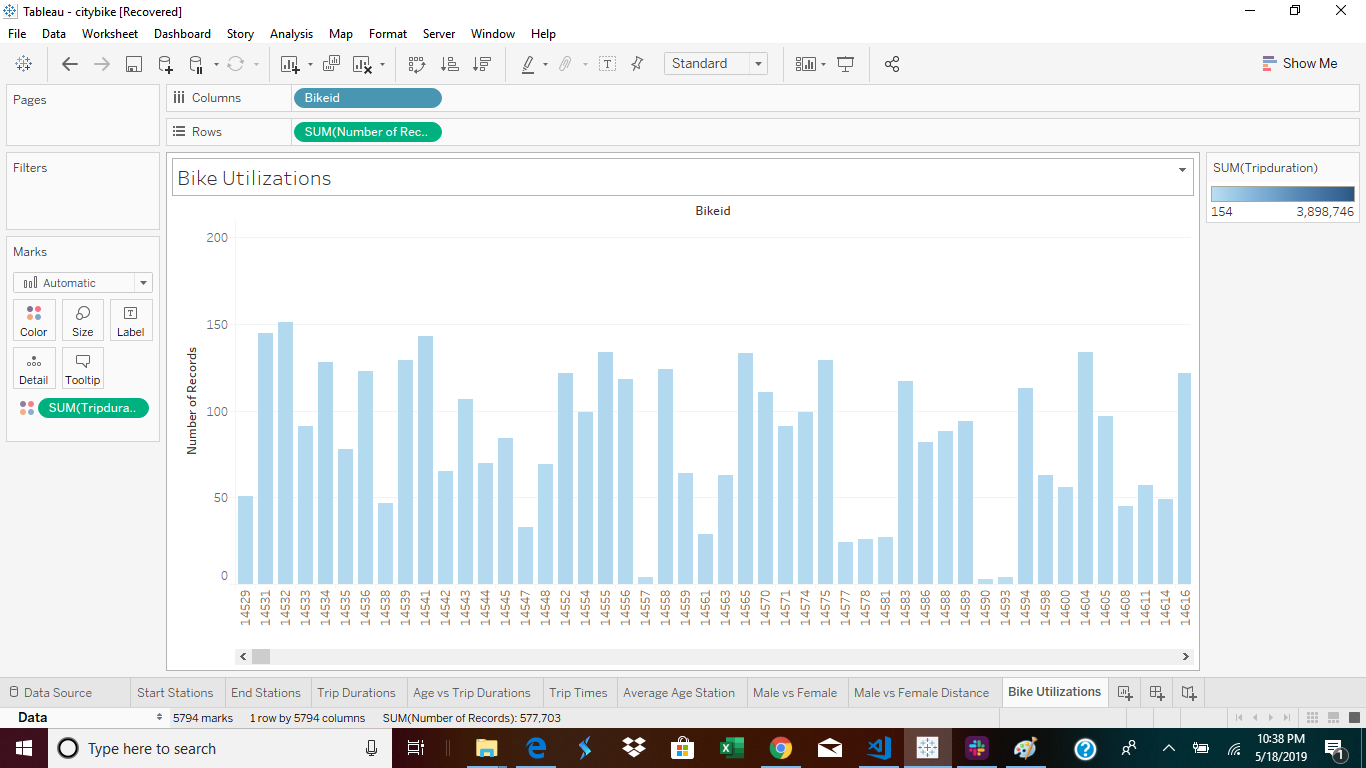 Tableau - citybike [Recovered]
File Data Worksheet Dashboard Story Analysis Map Format Server Window Help
Standard
Show Me
Pages
Columns
Bikeid
Rows
SUM(Number of Rec..
Filters
Marks
Automatic
Color Size Label
Detail Tooltip
SUM(Tripdura..
Bike Utilizations
Bikeid
Number of Records
200
150
100
50
0
14529 14531 14532 14533 14534 14535 14536 14538 14539 14541 14542 14543 14544 14545 14547 14548 14552 14554 14555 14556 14557 14558 14559 14561 14563 14565 14570 14571 14574 14575 14577 14578 14581 14583 14586 14588 14589 14590 14593 14594 14598 14600 14604 14605 14608 14611 14614 14616
SUM(Tripduration)
154 3,898,746
Data Source Start Stations End Stations Trip Durations Age vs Trip Durations Trip Times Average Age Station Male vs Female Male vs Female Distance Bike Utilizations
Data 5794 marks 1 row by 5794 columns SUM(Number of Records): 577,703
Type here to search
10:38 PM
5/18/2019
1